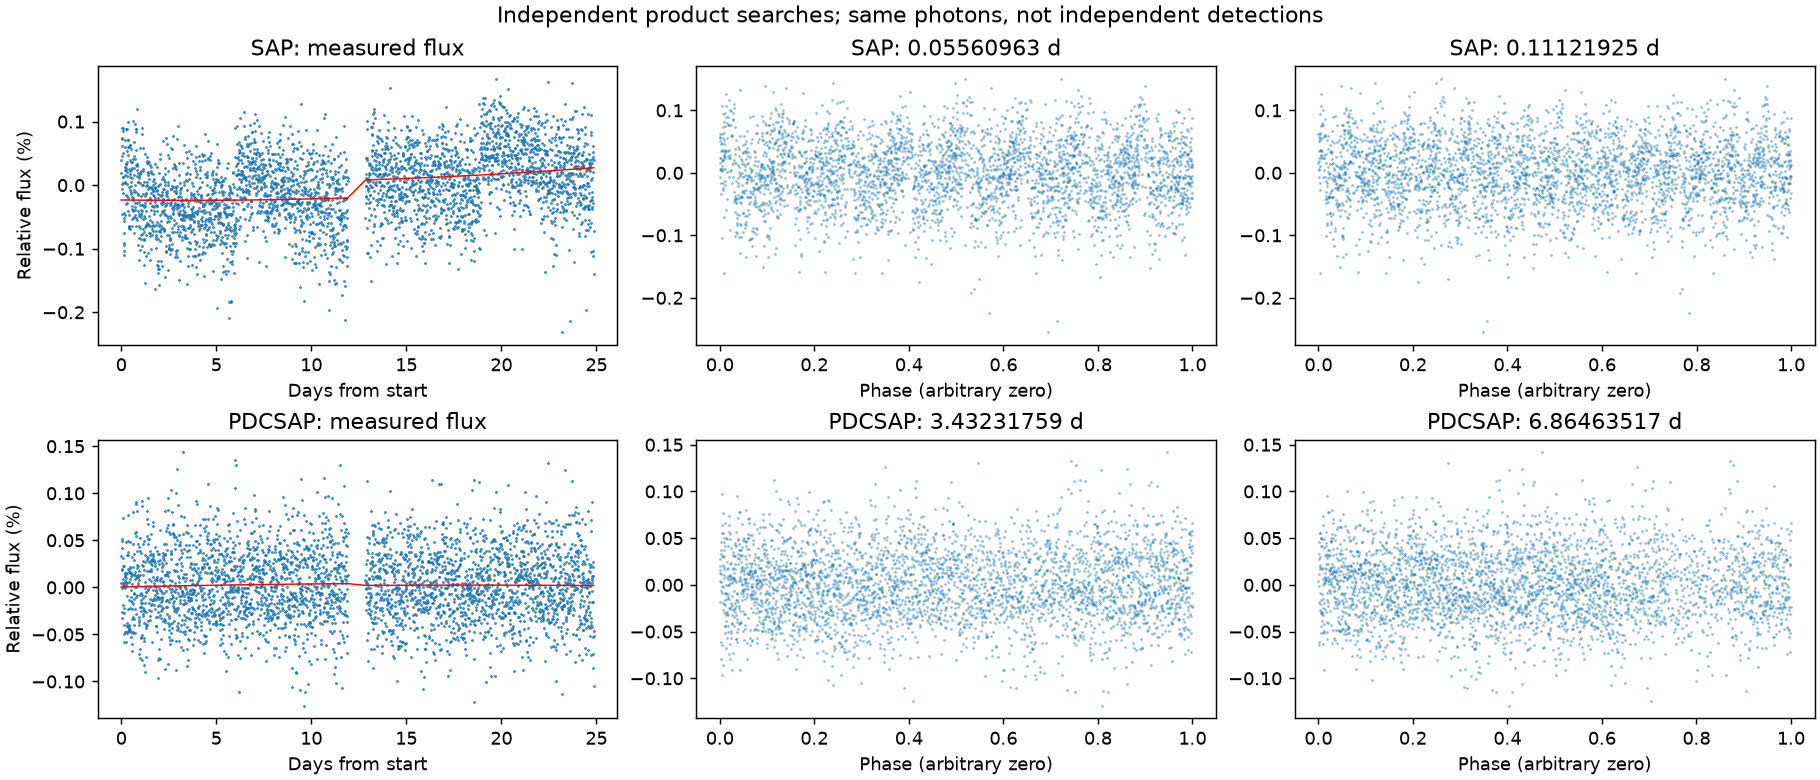 Independent product searches; same photons, not independent detections
SAP: measured flux
Relative flux (%)
0.1
0.0
−0.1
−0.2
0 5 10 15 20 25
Days from start
SAP: 0.05560963 d
0.1
0.0
−0.1
−0.2
0.0 0.2 0.4 0.6 0.8 1.0
Phase (arbitrary zero)
SAP: 0.11121925 d
0.1
0.0
−0.1
−0.2
0.0 0.2 0.4 0.6 0.8 1.0
Phase (arbitrary zero)
PDCSAP: measured flux
Relative flux (%)
0.15
0.10
0.05
0.00
−0.05
−0.10
0 5 10 15 20 25
Days from start
PDCSAP: 3.43231759 d
0.15
0.10
0.05
0.00
−0.05
−0.10
0.0 0.2 0.4 0.6 0.8 1.0
Phase (arbitrary zero)
PDCSAP: 6.86463517 d
0.15
0.10
0.05
0.00
−0.05
−0.10
0.0 0.2 0.4 0.6 0.8 1.0
Phase (arbitrary zero)